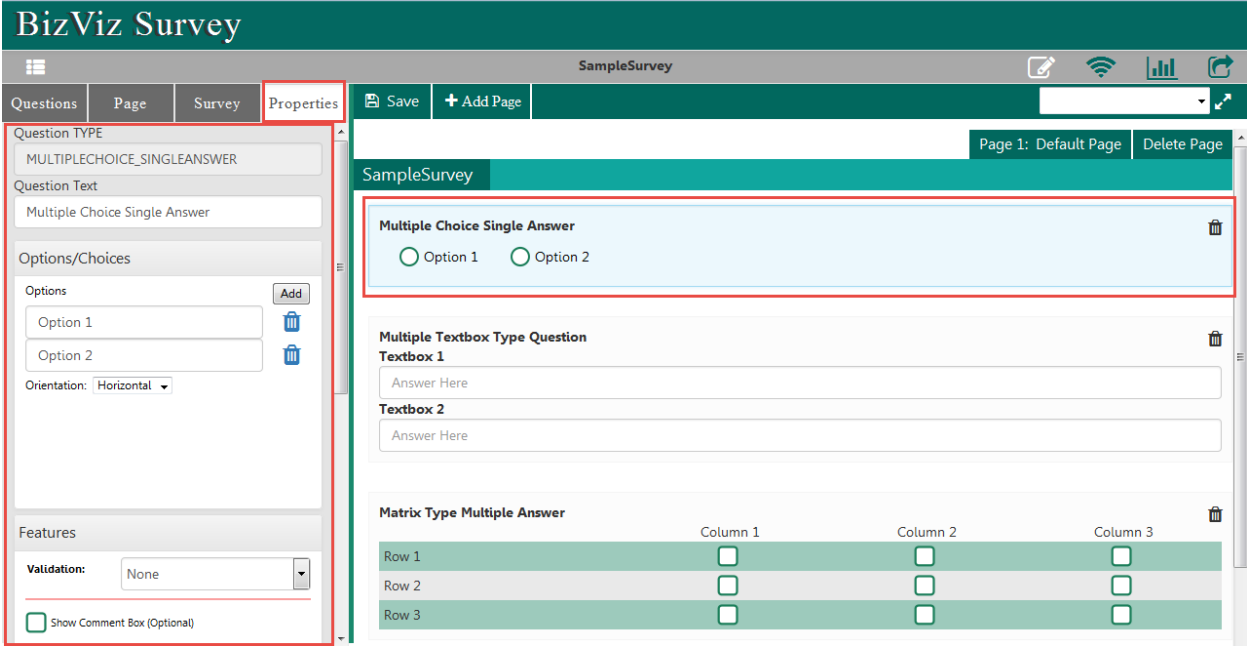 BizViz Survey
SampleSurvey
Questions Page Survey Properties
Save Add Page
Question TYPE
MULTIPLECHOICE_SINGLEANSWER
Question Text
Multiple Choice Single Answer
Options/Choices
Options Add
Option 1
Option 2
Orientation: Horizontal
Features
Validation: None
Show Comment Box (Optional)
Page 1: Default Page Delete Page
SampleSurvey
Multiple Choice Single Answer
Option 1 Option 2
Multiple Textbox Type Question
Textbox 1
Answer Here
Textbox 2
Answer Here
Matrix Type Multiple Answer
Column 1 Column 2 Column 3
Row 1
Row 2
Row 3